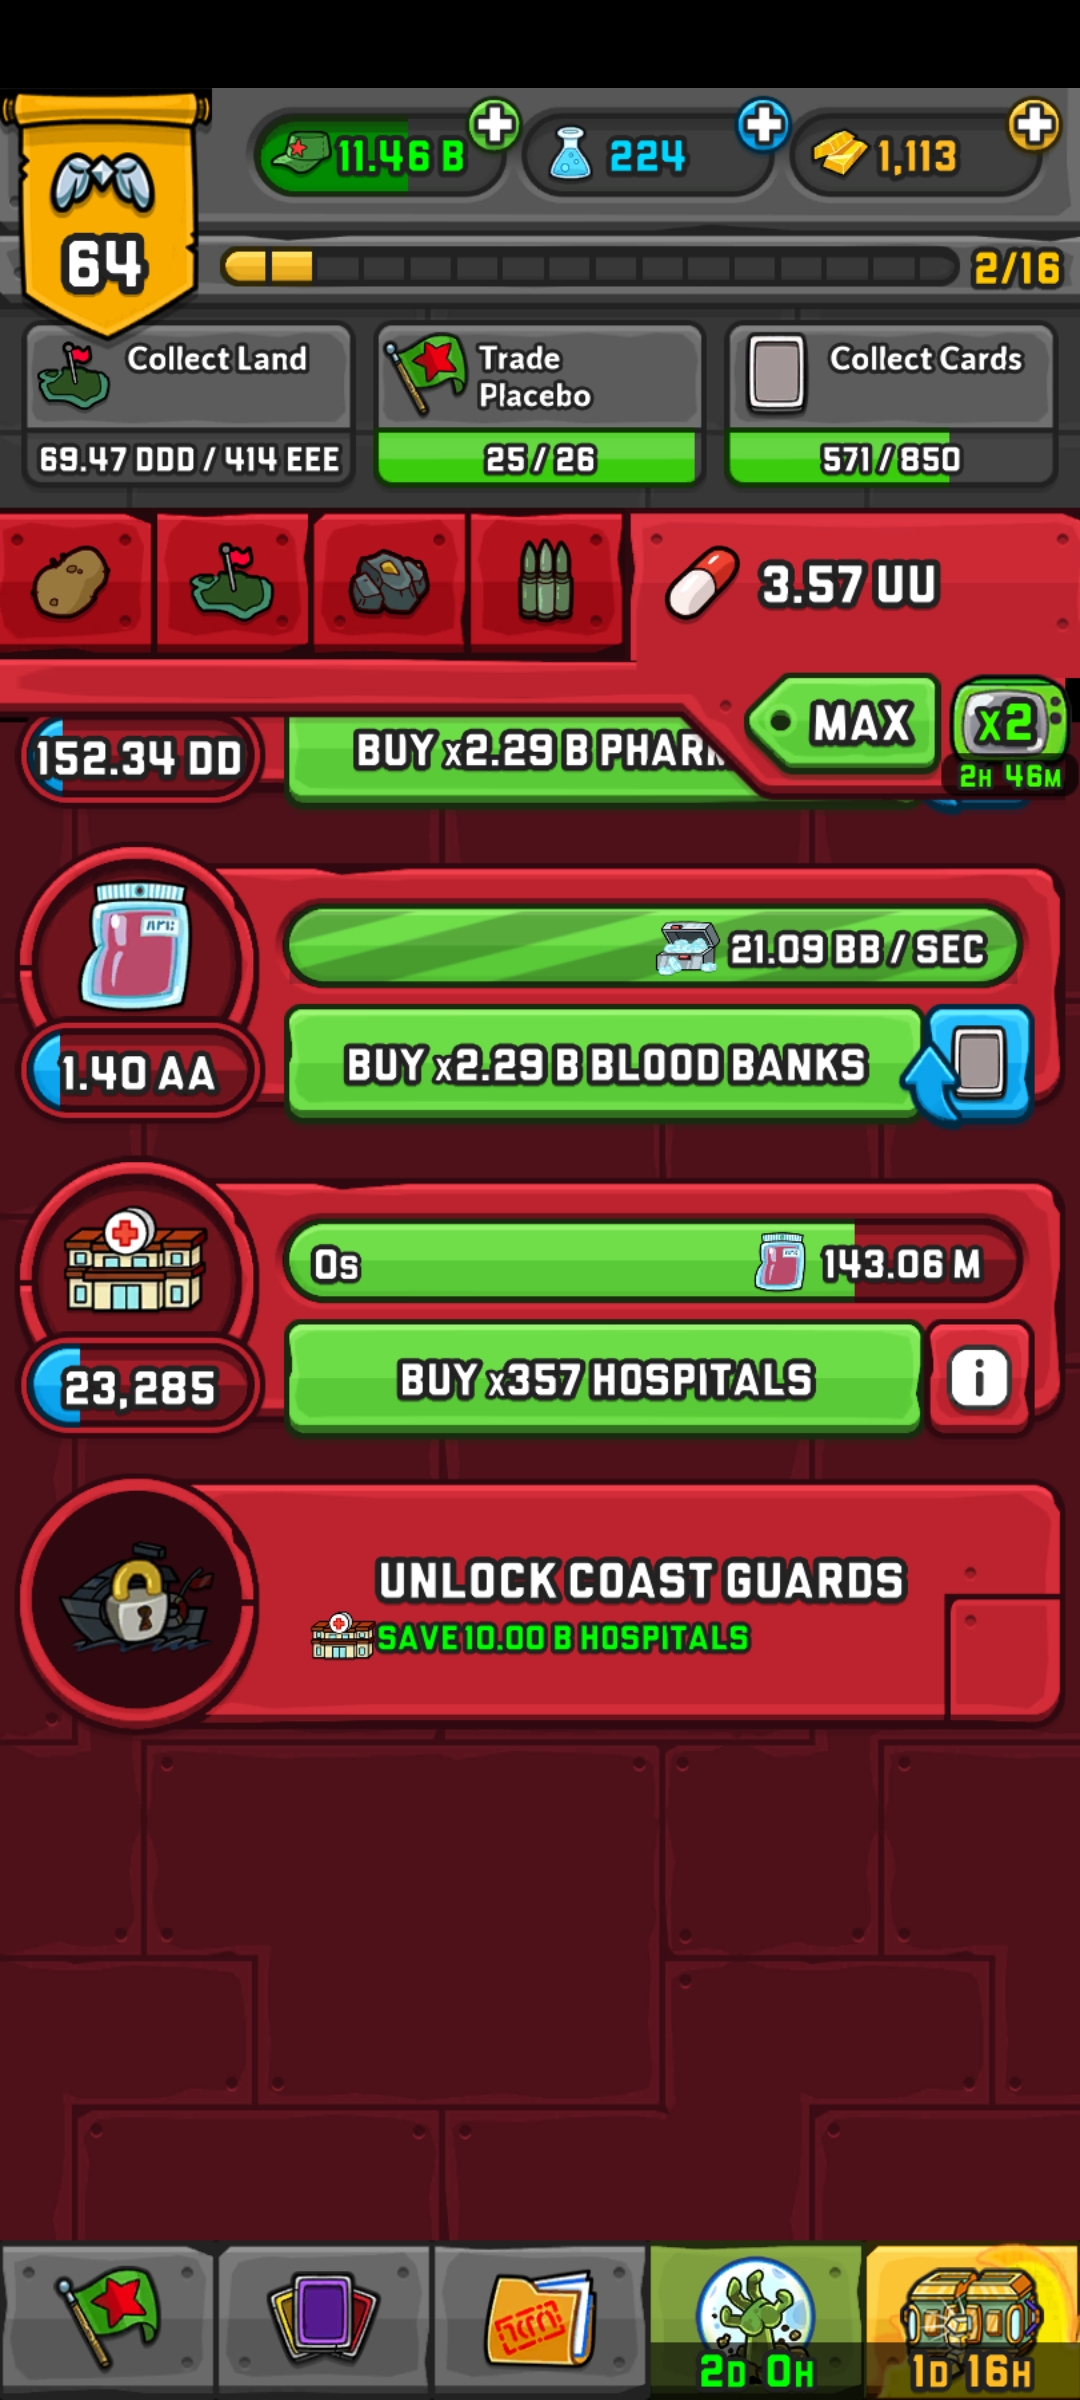 11.46 B
224
1,113
64
2/16
Collect Land
69.47 DDD / 414 EEE
Trade
Placebo
25 / 26
Collect Cards
571 / 850
3.57 UU
MAX
x2
2H 46M
152.34 DD
BUY x2.29 B
21.09 BB / SEC
1.40 AA
BUY x2.29 B BLOOD BANKS
0s
143.06 M
23,285
BUY x357 HOSPITALS
i
UNLOCK COAST GUARDS
SAVE 10.00 B HOSPITALS
2D 0H
1D 16H